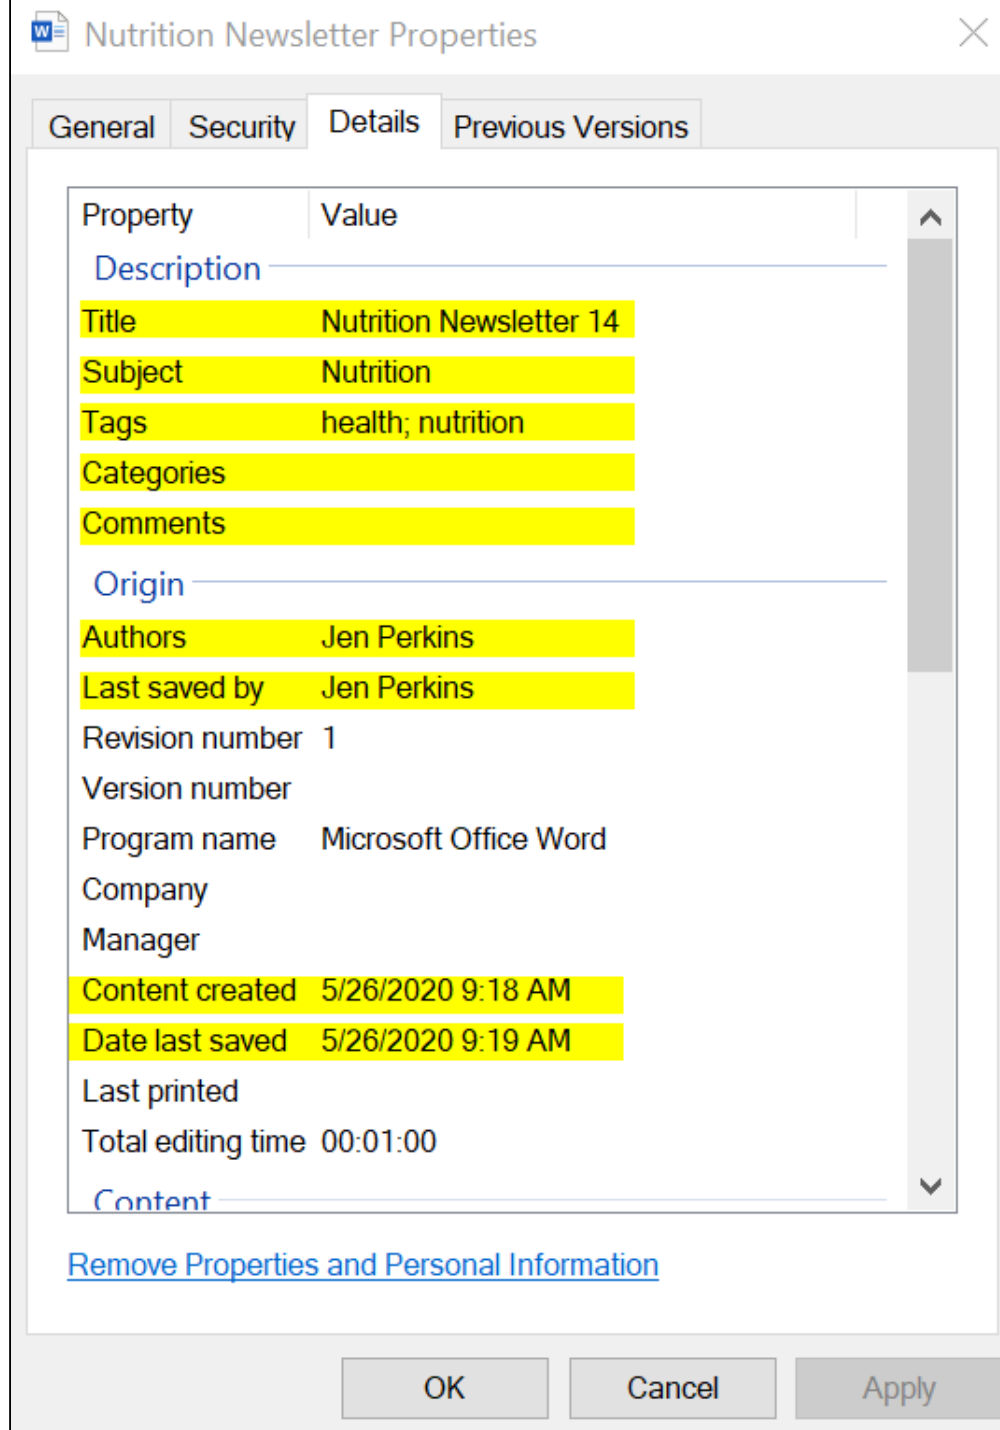 Nutrition Newsletter Properties
General Security Details Previous Versions
Property Value
Description
Title Nutrition Newsletter 14
Subject Nutrition
Tags health; nutrition
Categories
Comments
Origin
Authors Jen Perkins
Last saved by Jen Perkins
Revision number 1
Version number
Program name Microsoft Office Word
Company
Manager
Content created 5/26/2020 9:18 AM
Date last saved 5/26/2020 9:19 AM
Last printed
Total editing time 00:01:00
Content
Remove Properties and Personal Information
OK Cancel Apply